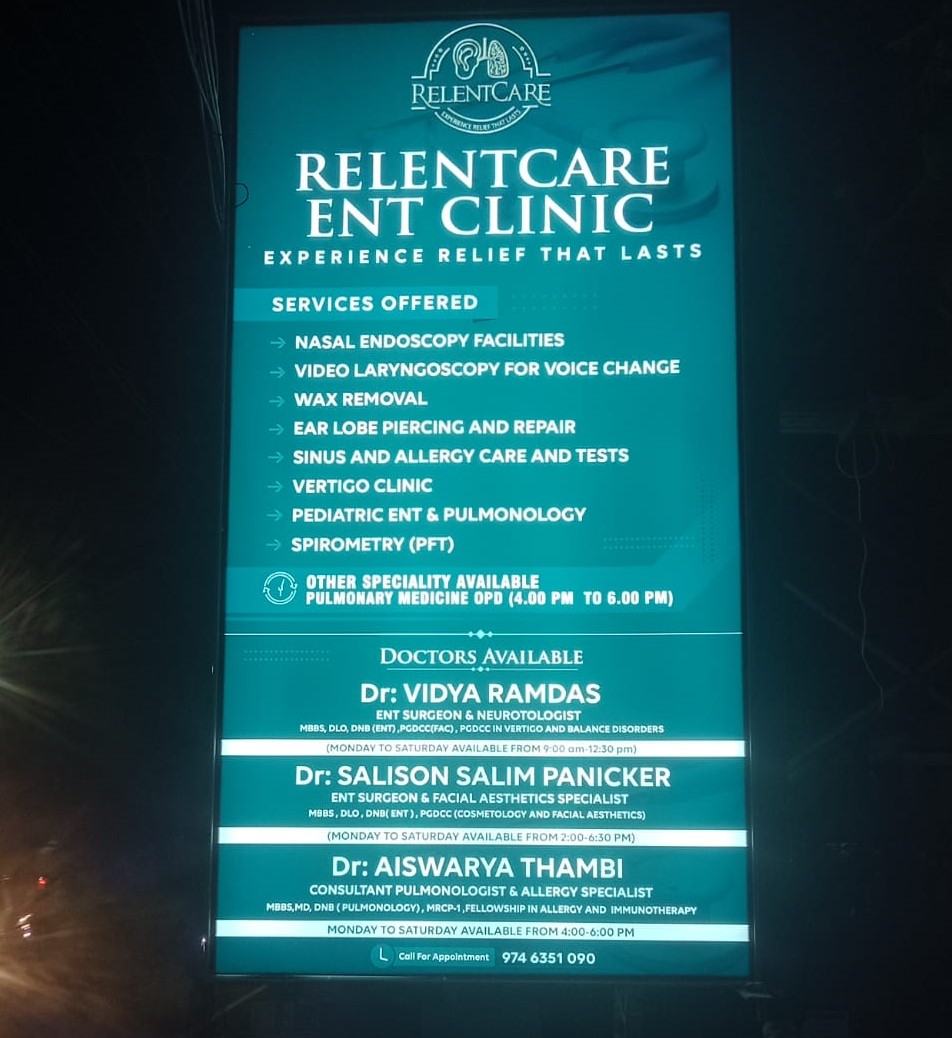 RELENTCARE
EXPERIENCE RELIEF THAT LASTS
RELENTCARE
ENT CLINIC
EXPERIENCE RELIEF THAT LASTS
SERVICES OFFERED
→ NASAL ENDOSCOPY FACILITIES
→ VIDEO LARYNGOSCOPY FOR VOICE CHANGE
→ WAX REMOVAL
→ EAR LOBE PIERCING AND REPAIR
→ SINUS AND ALLERGY CARE AND TESTS
→ VERTIGO CLINIC
→ PEDIATRIC ENT & PULMONOLOGY
→ SPIROMETRY (PFT)
OTHER SPECIALITY AVAILABLE
PULMONARY MEDICINE OPD (4.00 PM TO 6.00 PM)
DOCTORS AVAILABLE
Dr: VIDYA RAMDAS
ENT SURGEON & NEUROTOLOGIST
MBBS, DLO, DNB (ENT) ,PGDCC(FAC) , PGDCC IN VERTIGO AND BALANCE DISORDERS
(MONDAY TO SATURDAY AVAILABLE FROM 9:00 am-12:30 pm)
Dr: SALISON SALIM PANICKER
ENT SURGEON & FACIAL AESTHETICS SPECIALIST
MBBS , DLO , DNB( ENT) , PGDCC (COSMETOLOGY AND FACIAL AESTHETICS)
(MONDAY TO SATURDAY AVAILABLE FROM 2:00-6:30 PM)
Dr: AISWARYA THAMBI
CONSULTANT PULMONOLOGIST & ALLERGY SPECIALIST
MBBS,MD, DNB ( PULMONOLOGY) , MRCP-1 ,FELLOWSHIP IN ALLERGY AND IMMUNOTHERAPY
MONDAY TO SATURDAY AVAILABLE FROM 4:00-6:00 PM
Call For Appointment 974 6351 090